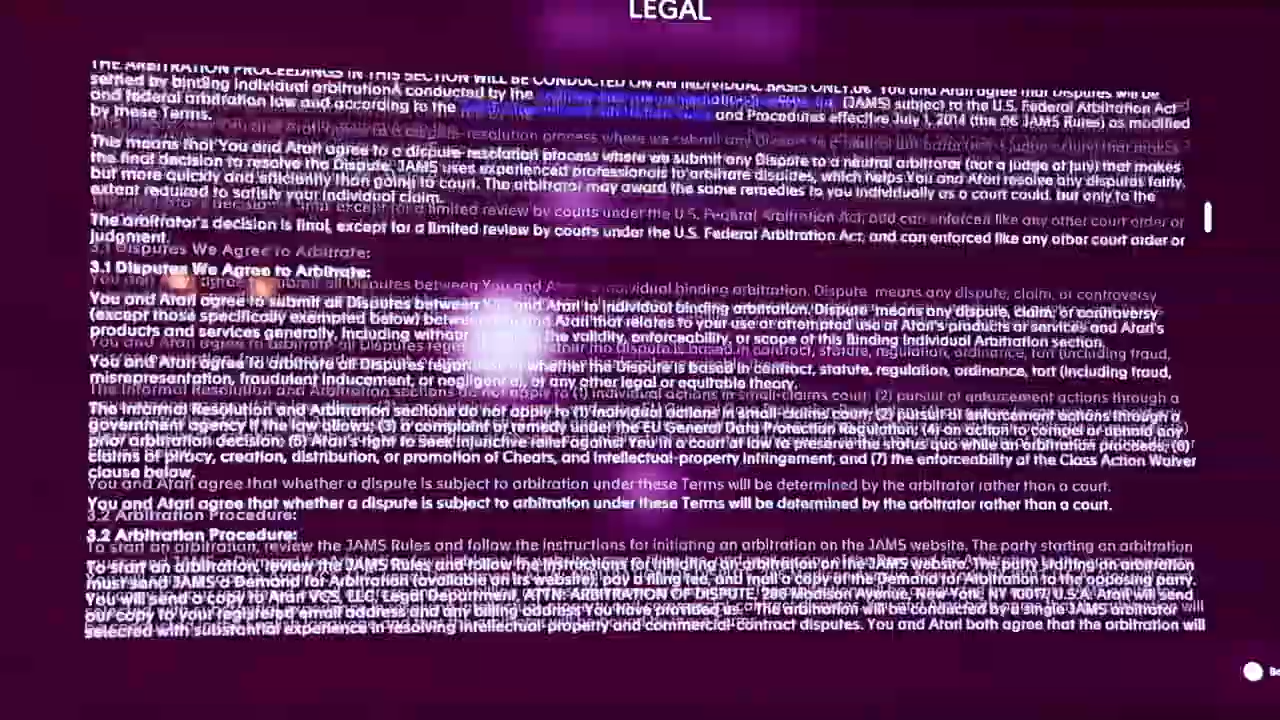 LEGAL
THE ARBITRATION PROCEEDINGS IN THIS SECTION WILL BE CONDUCTED ON AN INDIVIDUAL BASIS ONLY. You and Atari agree that Disputes will be
settled by binding individual arbitration conducted by the (JAMS) subject to the U.S. Federal Arbitration Act
and federal arbitration law and according to the and Procedures effective July 1, 2014 (the JAMS Rules) as modified
by these Terms.
This means that You and Atari agree to a dispute-resolution process where we submit any Dispute to a neutral arbitrator (not a judge or jury) that makes
the final decision to resolve the Dispute. JAMS uses experienced professionals to arbitrate disputes, which helps You and Atari resolve any disputes fairly,
but more quickly and efficiently than going to court. The arbitrator may award the same remedies to you individually as a court could, but only to the
extent required to satisfy your individual claim.
The arbitrator's decision is final, except for a limited review by courts under the U.S. Federal Arbitration Act, and can enforced like any other court order or
judgment.
3.1 Disputes We Agree to Arbitrate:
You and Atari agree to submit all Disputes between You and Atari to individual binding arbitration. Dispute means any dispute, claim, or controversy
(except those specifically exempted below) between and Atari that relates to your use or attempted use of Atari's products or services and Atari's
products and services generally, including without the validity, enforceability, or scope of this Binding Individual Arbitration section.
You and Atari agree to arbitrate all Disputes regardless of whether the Dispute is based in contract, statute, regulation, ordinance, tort (including fraud,
misrepresentation, fraudulent inducement, or negligence), or any other legal or equitable theory.
The Informal Resolution and Arbitration sections do not apply to (1) individual actions in small-claims court; (2) pursuit of enforcement actions through a
government agency if the law allows; (3) a complaint or remedy under the EU General Data Protection Regulation; (4) an action to compel or uphold any
prior arbitration decision; (5) Atari's right to seek injunctive relief against You in a court of law to preserve the status quo while an arbitration proceeds; (6)
claims of piracy, creation, distribution, or promotion of Cheats, and intellectual-property infringement; and (7) the enforceability of the Class Action Waiver
clause below.
You and Atari agree that whether a dispute is subject to arbitration under these Terms will be determined by the arbitrator rather than a court.
3.2 Arbitration Procedure:
To start an arbitration, review the JAMS Rules and follow the instructions for initiating an arbitration on the JAMS website. The party starting an arbitration
must send JAMS a Demand for Arbitration (available on its website), pay a filing fee, and mail a copy of the Demand for Arbitration to the opposing party.
You will send a copy to Atari VCS, LLC, Legal Department, ATTN: ARBITRATION OF DISPUTE, 286 Madison Avenue, New York, NY 10017, U.S.A. Atari will send
our copy to your registered email address and any billing address You have provided us. The arbitration will be conducted by a single JAMS arbitrator
selected with substantial experience in resolving intellectual-property and commercial-contract disputes. You and Atari both agree that the arbitration will